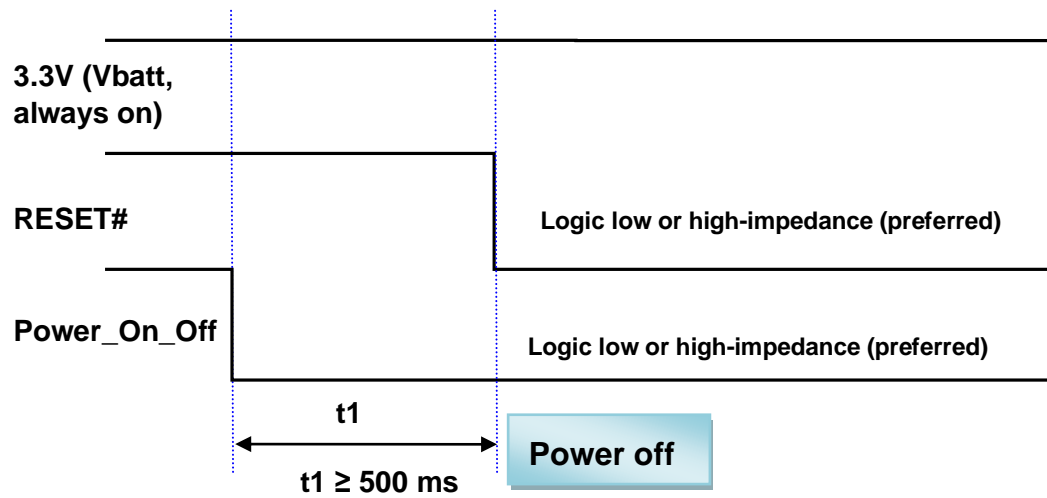 3.3V (Vbatt,
always on)
RESET#
Logic low or high-impedance (preferred)
Power_On_Off
Logic low or high-impedance (preferred)
t1
Power off
t1 ≥ 500 ms